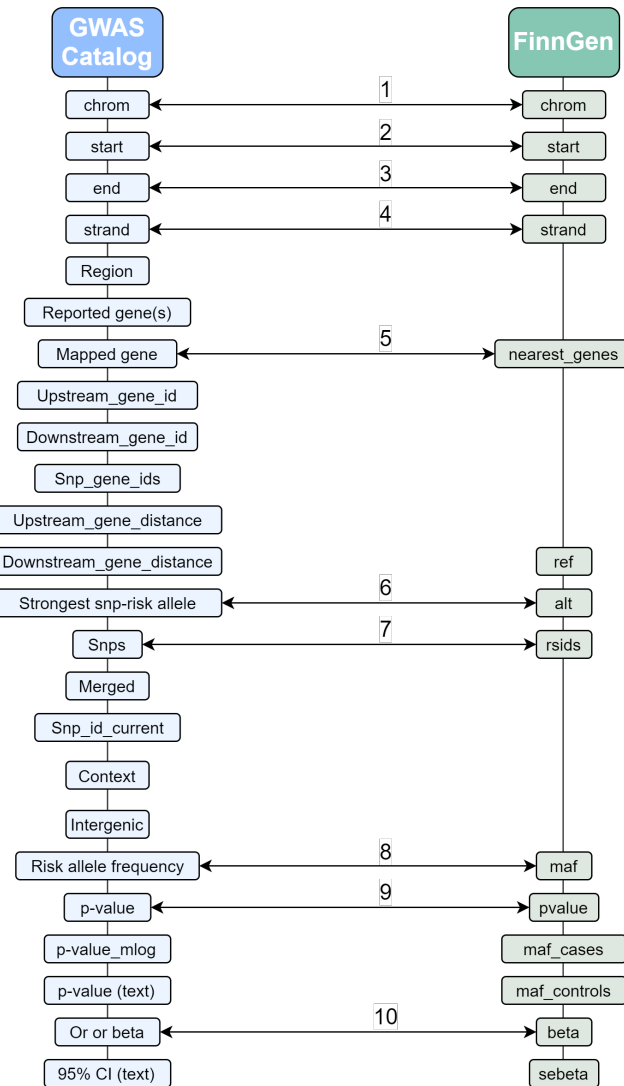 GWAS
Catalog
FinnGen
chrom
1
chrom
start
2
start
end
3
end
strand
4
strand
Region
Reported gene(s)
Mapped gene
5
nearest_genes
Upstream_gene_id
Downstream_gene_id
Snp_gene_ids
Upstream_gene_distance
Downstream_gene_distance
ref
Strongest snp-risk allele
6
alt
Snps
7
rsids
Merged
Snp_id_current
Context
Intergenic
Risk allele frequency
8
maf
p-value
9
pvalue
p-value_mlog
maf_cases
p-value (text)
maf_controls
Or or beta
10
beta
95% CI (text)
sebeta